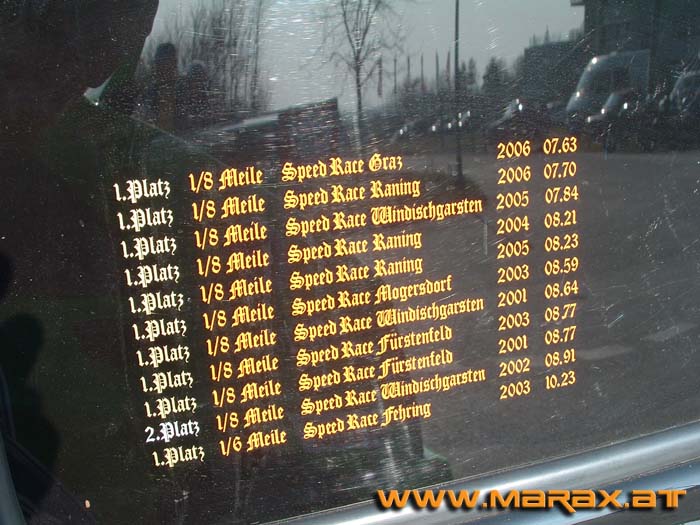 1.Platz 1/8 Meile Speed Race Graz 2006 07.63
1.Platz 1/8 Meile Speed Race Raning 2006 07.70
1.Platz 1/8 Meile Speed Race Windischgarsten 2005 07.84
1.Platz 1/8 Meile Speed Race Raning 2004 08.21
1.Platz 1/8 Meile Speed Race Raning 2005 08.23
1.Platz 1/8 Meile Speed Race Mogersdorf 2003 08.59
1.Platz 1/8 Meile Speed Race Windischgarsten 2001 08.64
1.Platz 1/8 Meile Speed Race Fürstenfeld 2003 08.77
1.Platz 1/8 Meile Speed Race Fürstenfeld 2001 08.77
2.Platz 1/8 Meile Speed Race Windischgarsten 2002 08.91
1.Platz 1/6 Meile Speed Race Fehring 2003 10.23
WWW.MARAX.AT